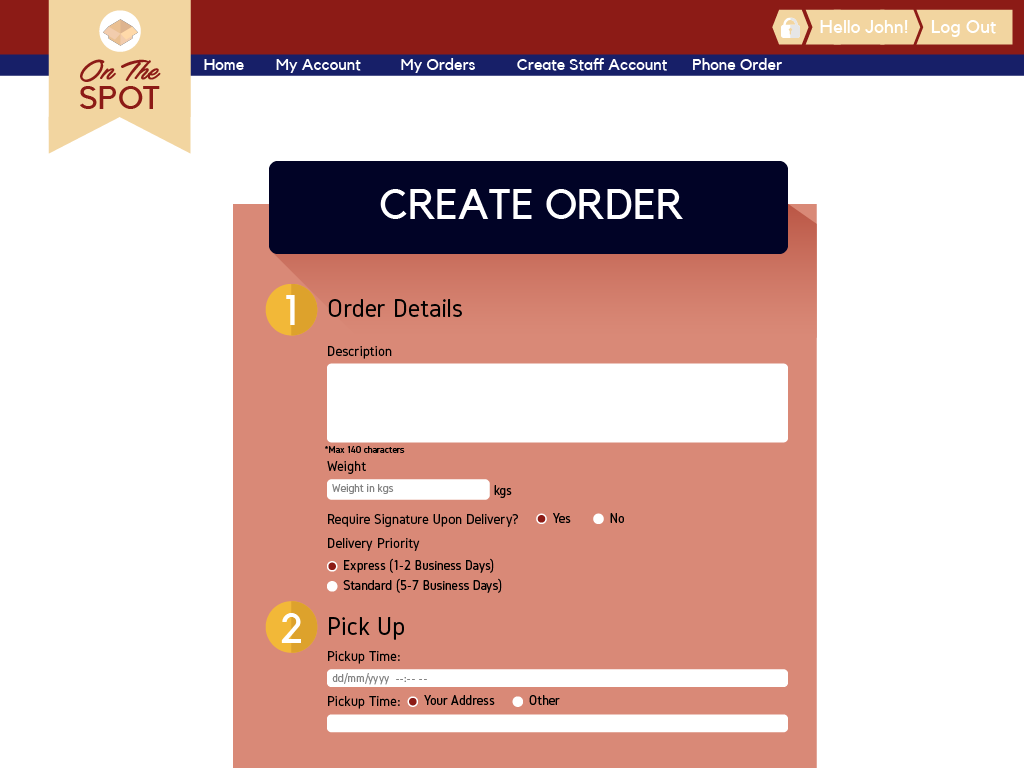 Hello John! Log Out
On The
SPOT
Home My Account My Orders Create Staff Account Phone Order
CREATE ORDER
1 Order Details
Description
*Max 140 characters
Weight
Weight in kgs kgs
Require Signature Upon Delivery? Yes No
Delivery Priority
Express (1-2 Business Days)
Standard (5-7 Business Days)
2 Pick Up
Pickup Time:
dd/mm/yyyy --:-- --
Pickup Time: Your Address Other